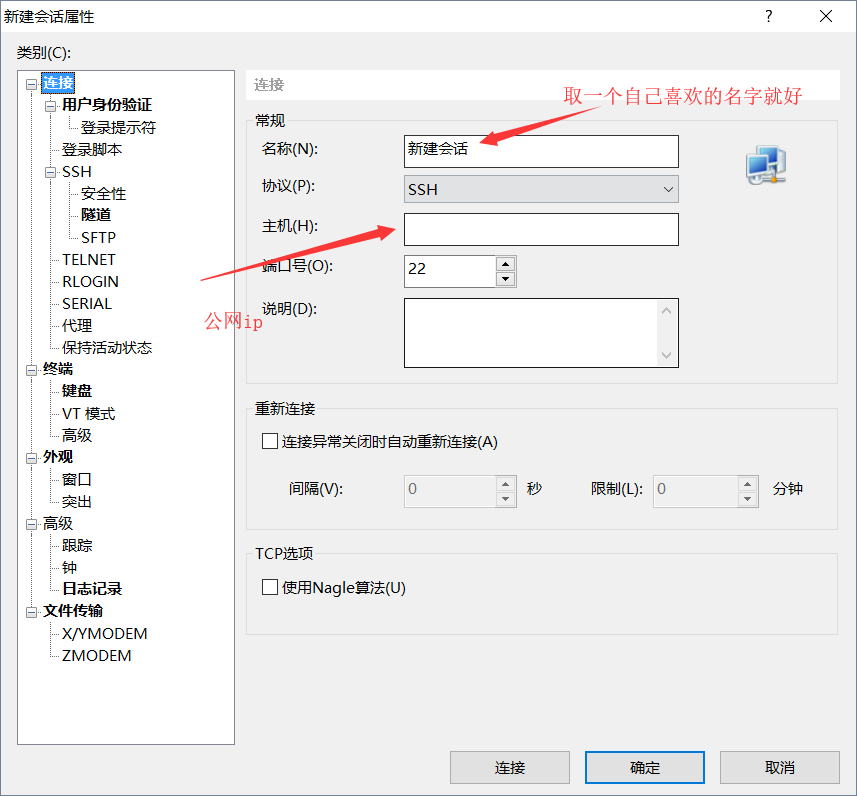 新建会话属性
?
类别(C):
连接
用户身份验证
登录提示符
登录脚本
SSH
安全性
隧道
SFTP
TELNET
RLOGIN
SERIAL
代理
保持活动状态
终端
键盘
VT 模式
高级
外观
窗口
突出
高级
跟踪
钟
日志记录
文件传输
X/YMODEM
ZMODEM
连接
取一个自己喜欢的名字就好
常规
名称(N):
新建会话
协议(P):
SSH
主机(H):
端口号(O):
22
公网ip
说明(D):
重新连接
连接异常关闭时自动重新连接(A)
间隔(V):
0
秒
限制(L):
0
分钟
TCP选项
使用Nagle算法(U)
连接
确定
取消